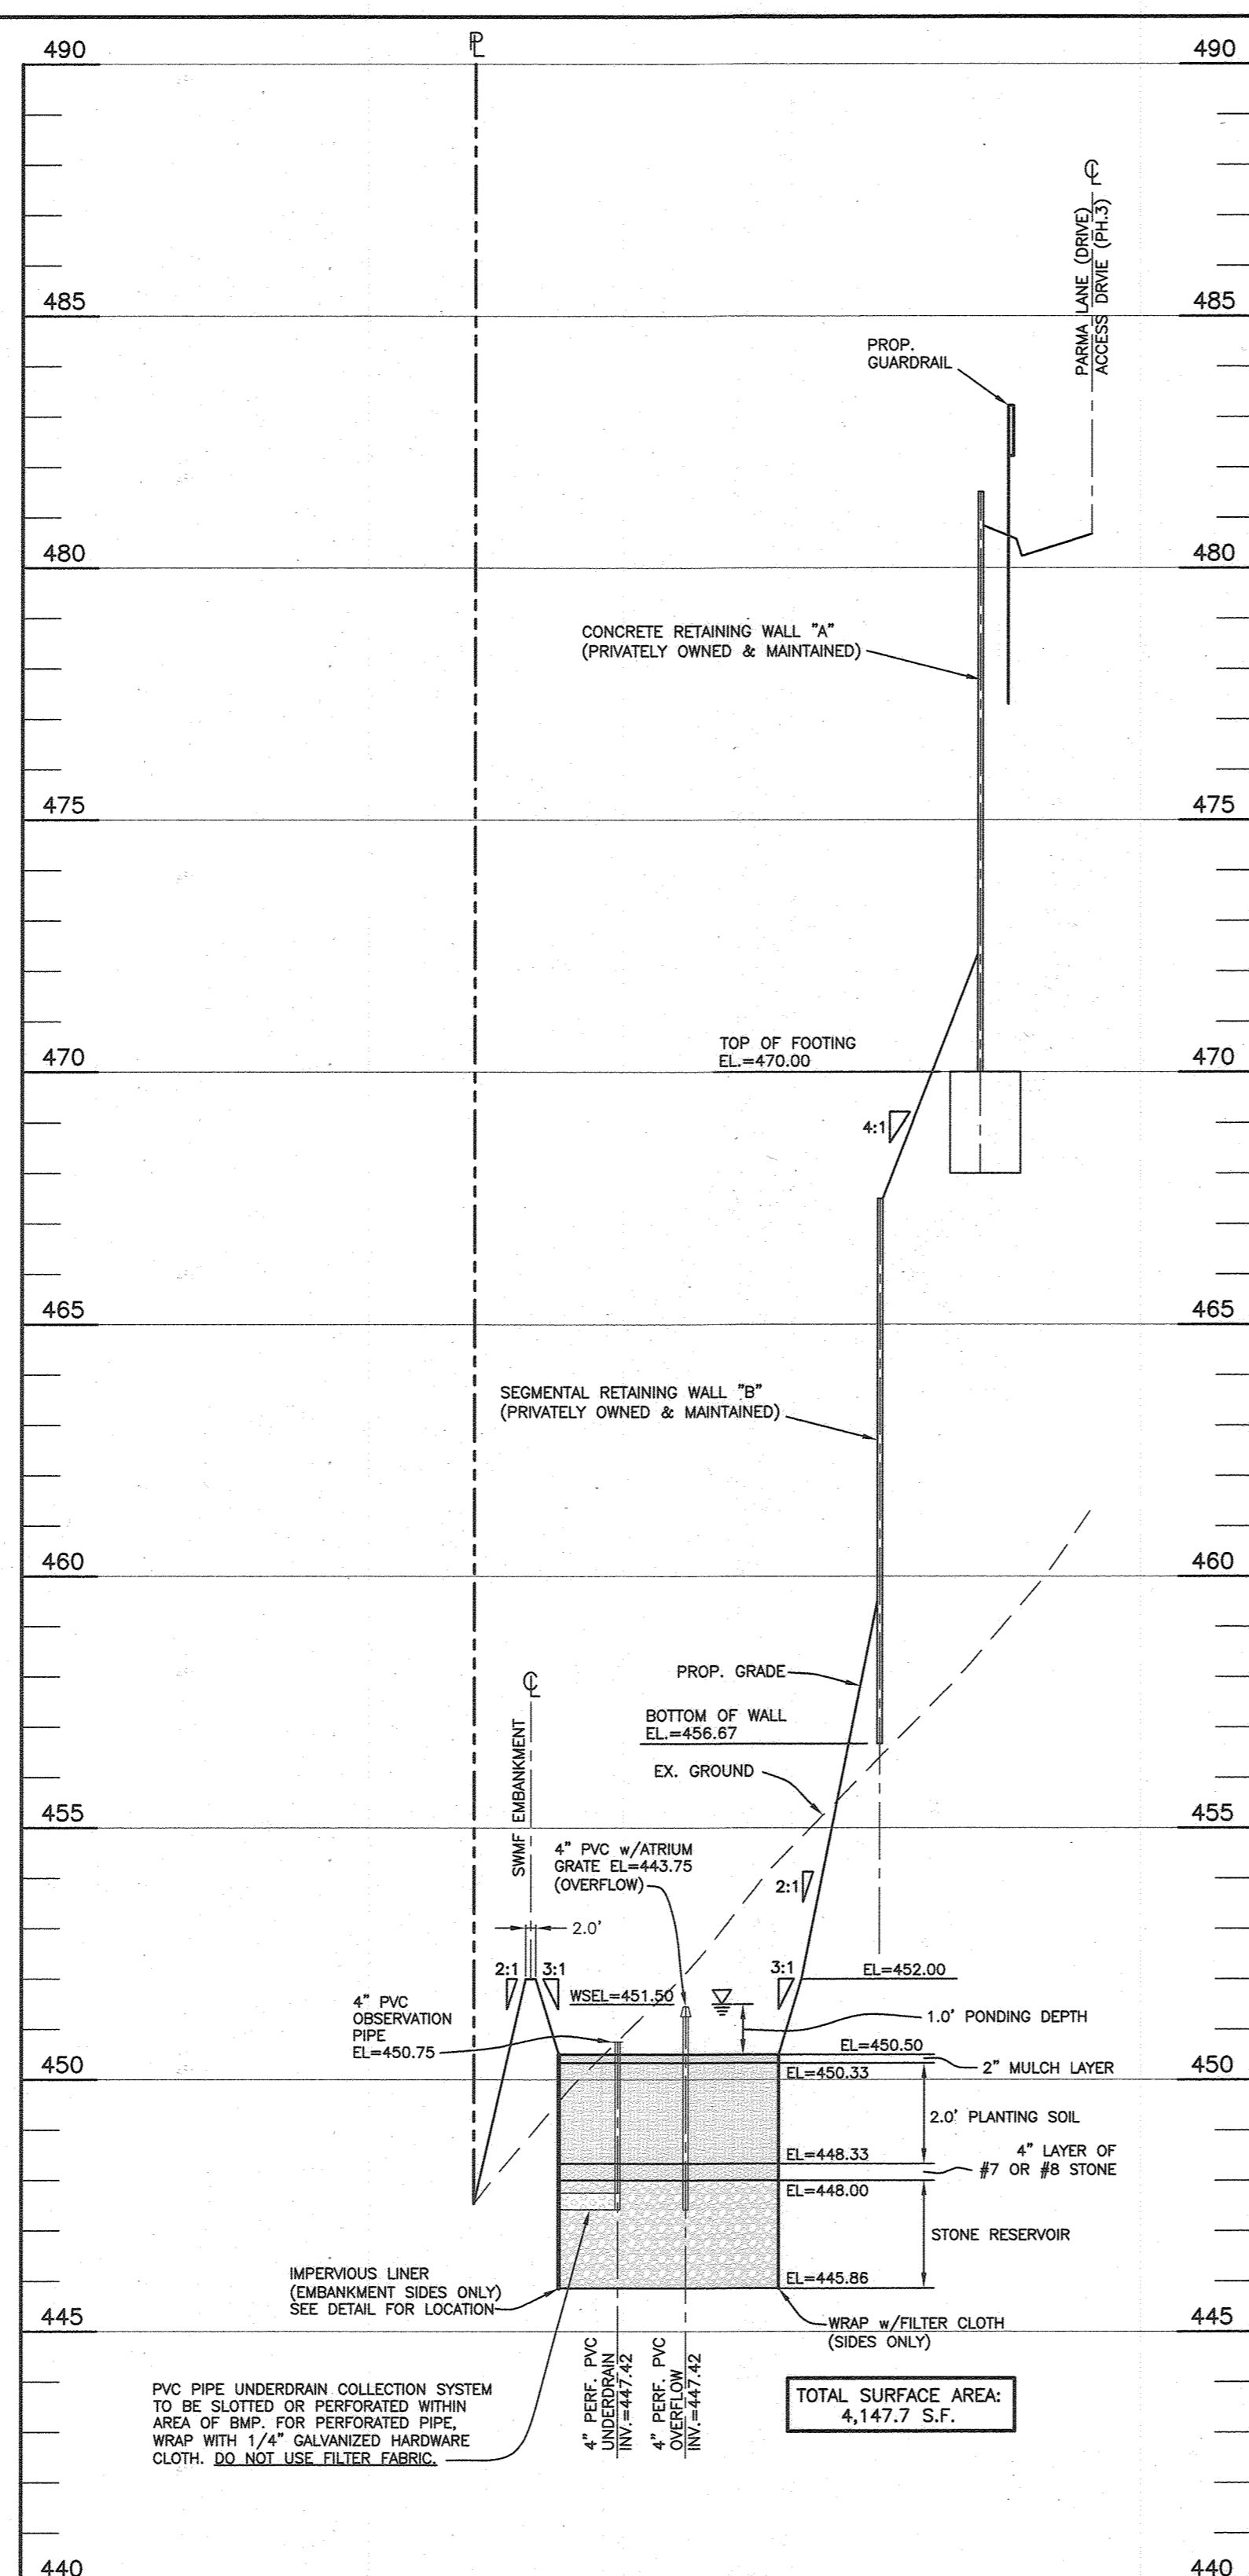 490
490
485
485
PARMA LANE (DRIVE)
ACCESS DRVIE (PH.3)
PROP.
GUARDRAIL
480
480
CONCRETE RETAINING WALL "A"
(PRIVATELY OWNED & MAINTAINED)
475
475
TOP OF FOOTING
EL.=470.00
470
470
4:1
465
465
SEGMENTAL RETAINING WALL "B"
(PRIVATELY OWNED & MAINTAINED)
460
460
PROP. GRADE
BOTTOM OF WALL
EL.=456.67
EX. GROUND
SWMF EMBANKMENT
455
455
4" PVC w/ATRIUM
GRATE EL=443.75
(OVERFLOW)
2:1
2.0'
2:1
3:1
3:1
EL=452.00
WSEL=451.50
4" PVC
OBSERVATION
PIPE
EL=450.75
1.0' PONDING DEPTH
EL=450.50
2" MULCH LAYER
450
450
EL=450.33
2.0' PLANTING SOIL
EL=448.33
4" LAYER OF
#7 OR #8 STONE
EL=448.00
STONE RESERVOIR
EL=445.86
IMPERVIOUS LINER
(EMBANKMENT SIDES ONLY)
SEE DETAIL FOR LOCATION
445
445
WRAP w/FILTER CLOTH
(SIDES ONLY)
4" PERF. PVC
UNDERDRAIN
INV.=447.42
4" PERF. PVC
OVERFLOW
INV.=447.42
PVC PIPE UNDERDRAIN COLLECTION SYSTEM
TO BE SLOTTED OR PERFORATED WITHIN
AREA OF BMP. FOR PERFORATED PIPE,
WRAP WITH 1/4" GALVANIZED HARDWARE
CLOTH. DO NOT USE FILTER FABRIC.
TOTAL SURFACE AREA:
4,147.7 S.F.
440
440